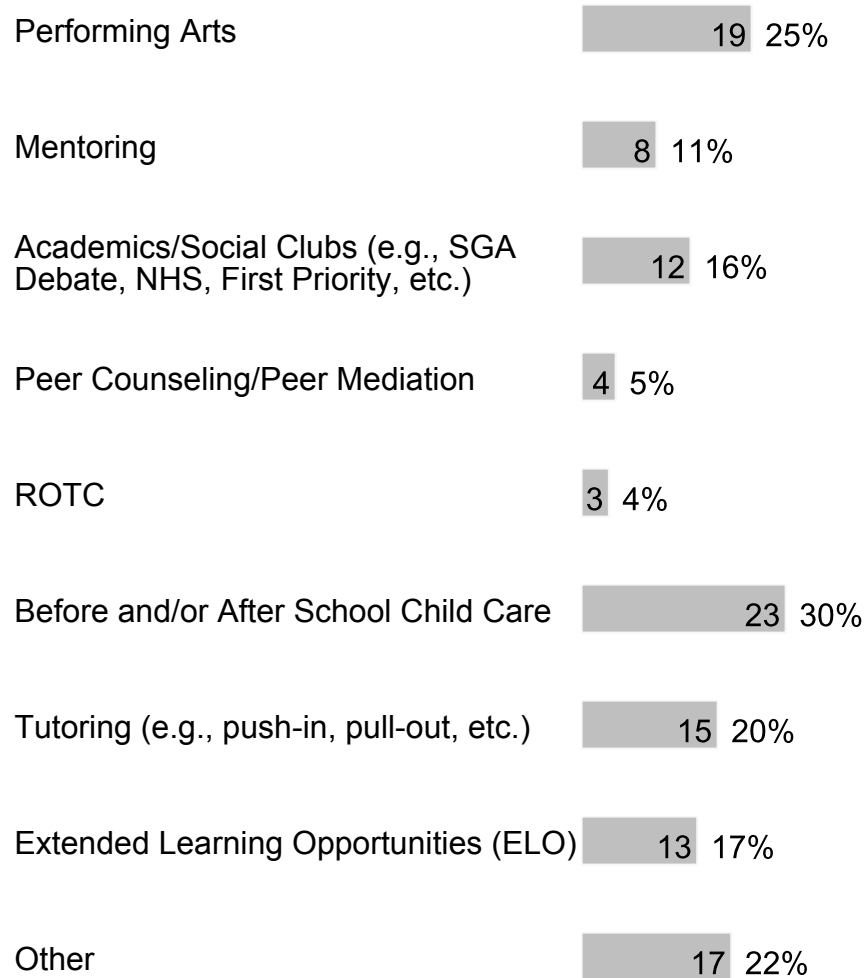 Performing Arts 19 25%
Mentoring 8 11%
Academics/Social Clubs (e.g., SGA
Debate, NHS, First Priority, etc.) 12 16%
Peer Counseling/Peer Mediation 4 5%
ROTC 3 4%
Before and/or After School Child Care 23 30%
Tutoring (e.g., push-in, pull-out, etc.) 15 20%
Extended Learning Opportunities (ELO) 13 17%
Other 17 22%